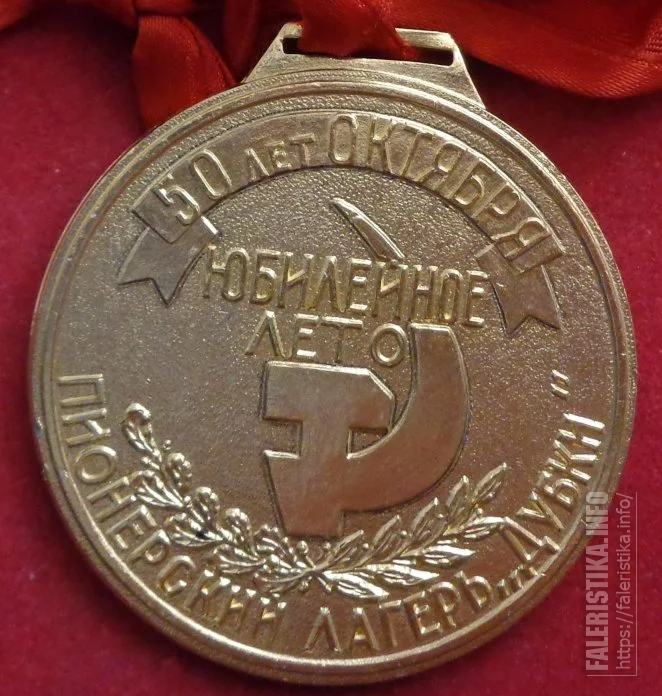 50 ЛЕТ ОКТЯБРЯ
ЮБИЛЕЙНОЕ
ЛЕТО
ПИОНЕРСКИЙ ЛАГЕРЬ „ДУБКИ"
FALERISTIKA.INFO
https://faleristika.info/